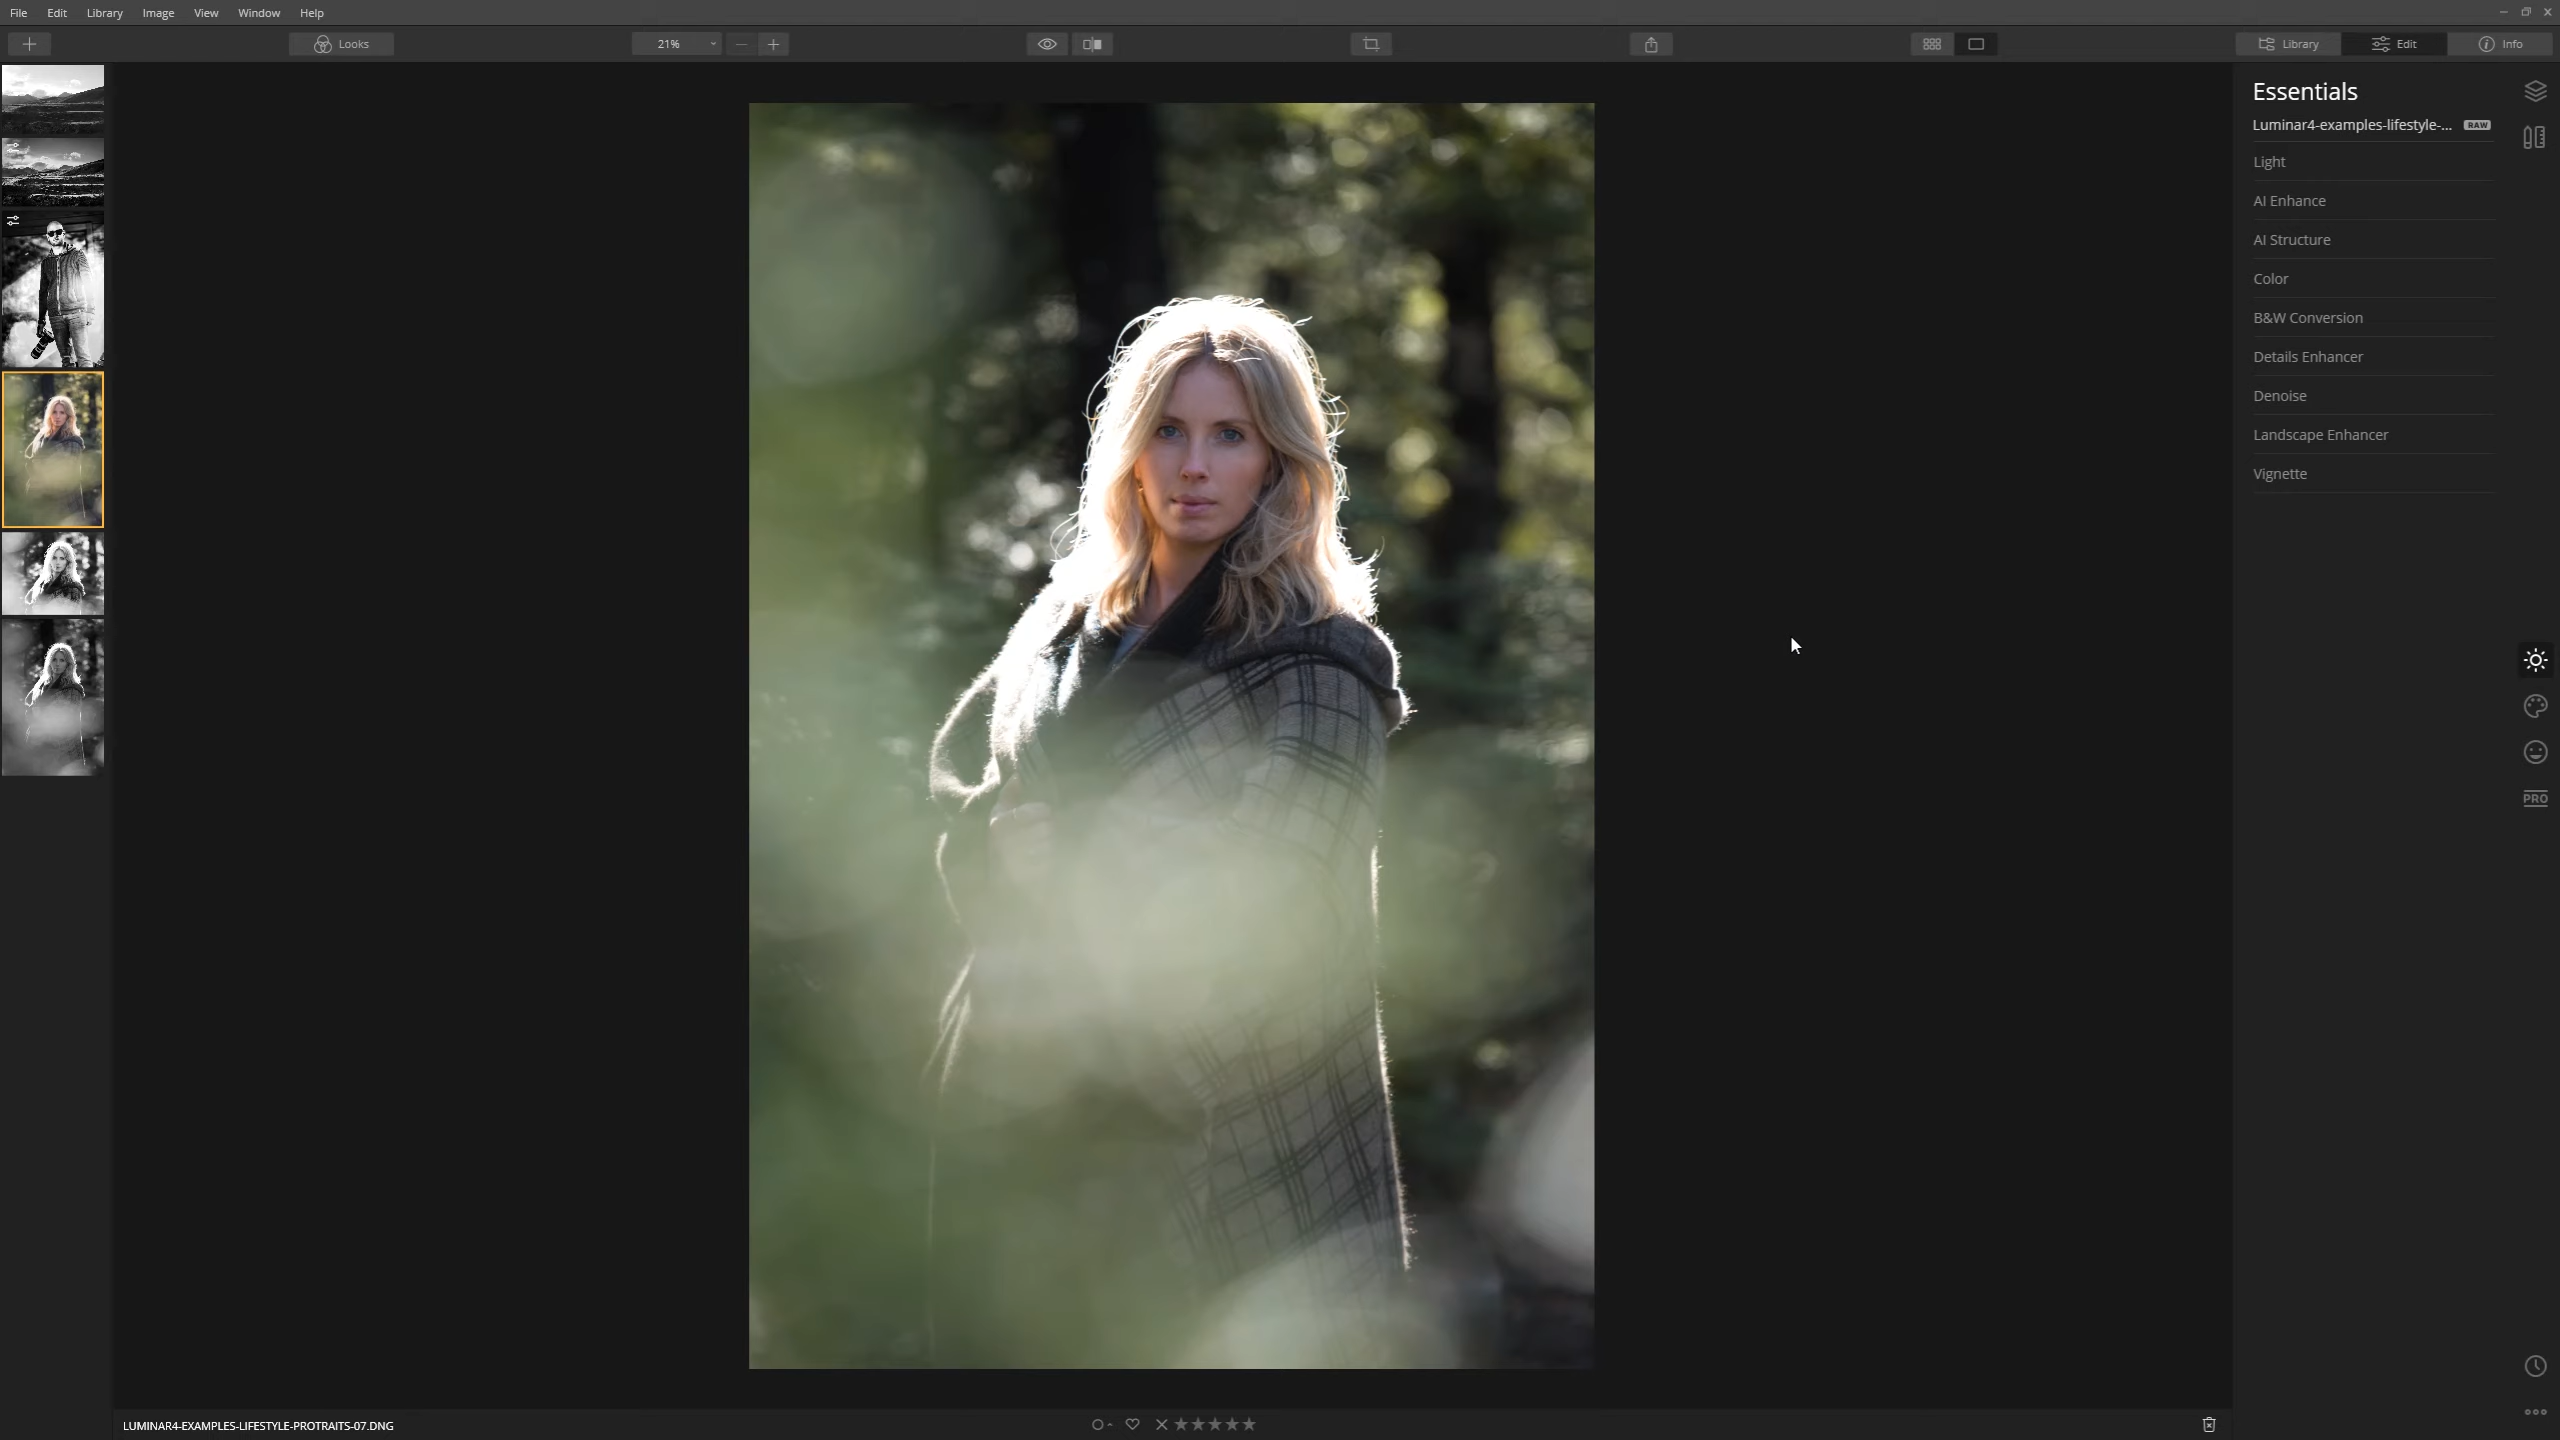 File Edit Library Image View Window Help
Looks 21% Library Edit Info
Essentials
Luminar4-examples-lifestyle-... RAW
Light
AI Enhance
AI Structure
Color
B&W Conversion
Details Enhancer
Denoise
Landscape Enhancer
Vignette
PRO
LUMINAR4-EXAMPLES-LIFESTYLE-PROTRAITS-07.DNG